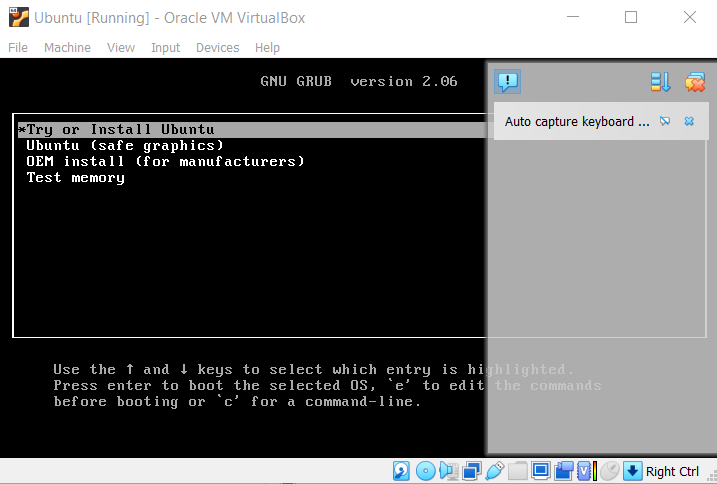 Ubuntu [Running] - Oracle VM VirtualBox
File Machine View Input Devices Help
GNU GRUB version 2.06
Auto capture keyboard ...
*Try or Install Ubuntu
Ubuntu (safe graphics)
OEM install (for manufacturers)
Test memory
Use the ↑ and ↓ keys to select which entry is highlighted.
Press enter to boot the selected OS, `e' to edit the commands
before booting or `c' for a command-line.
Right Ctrl